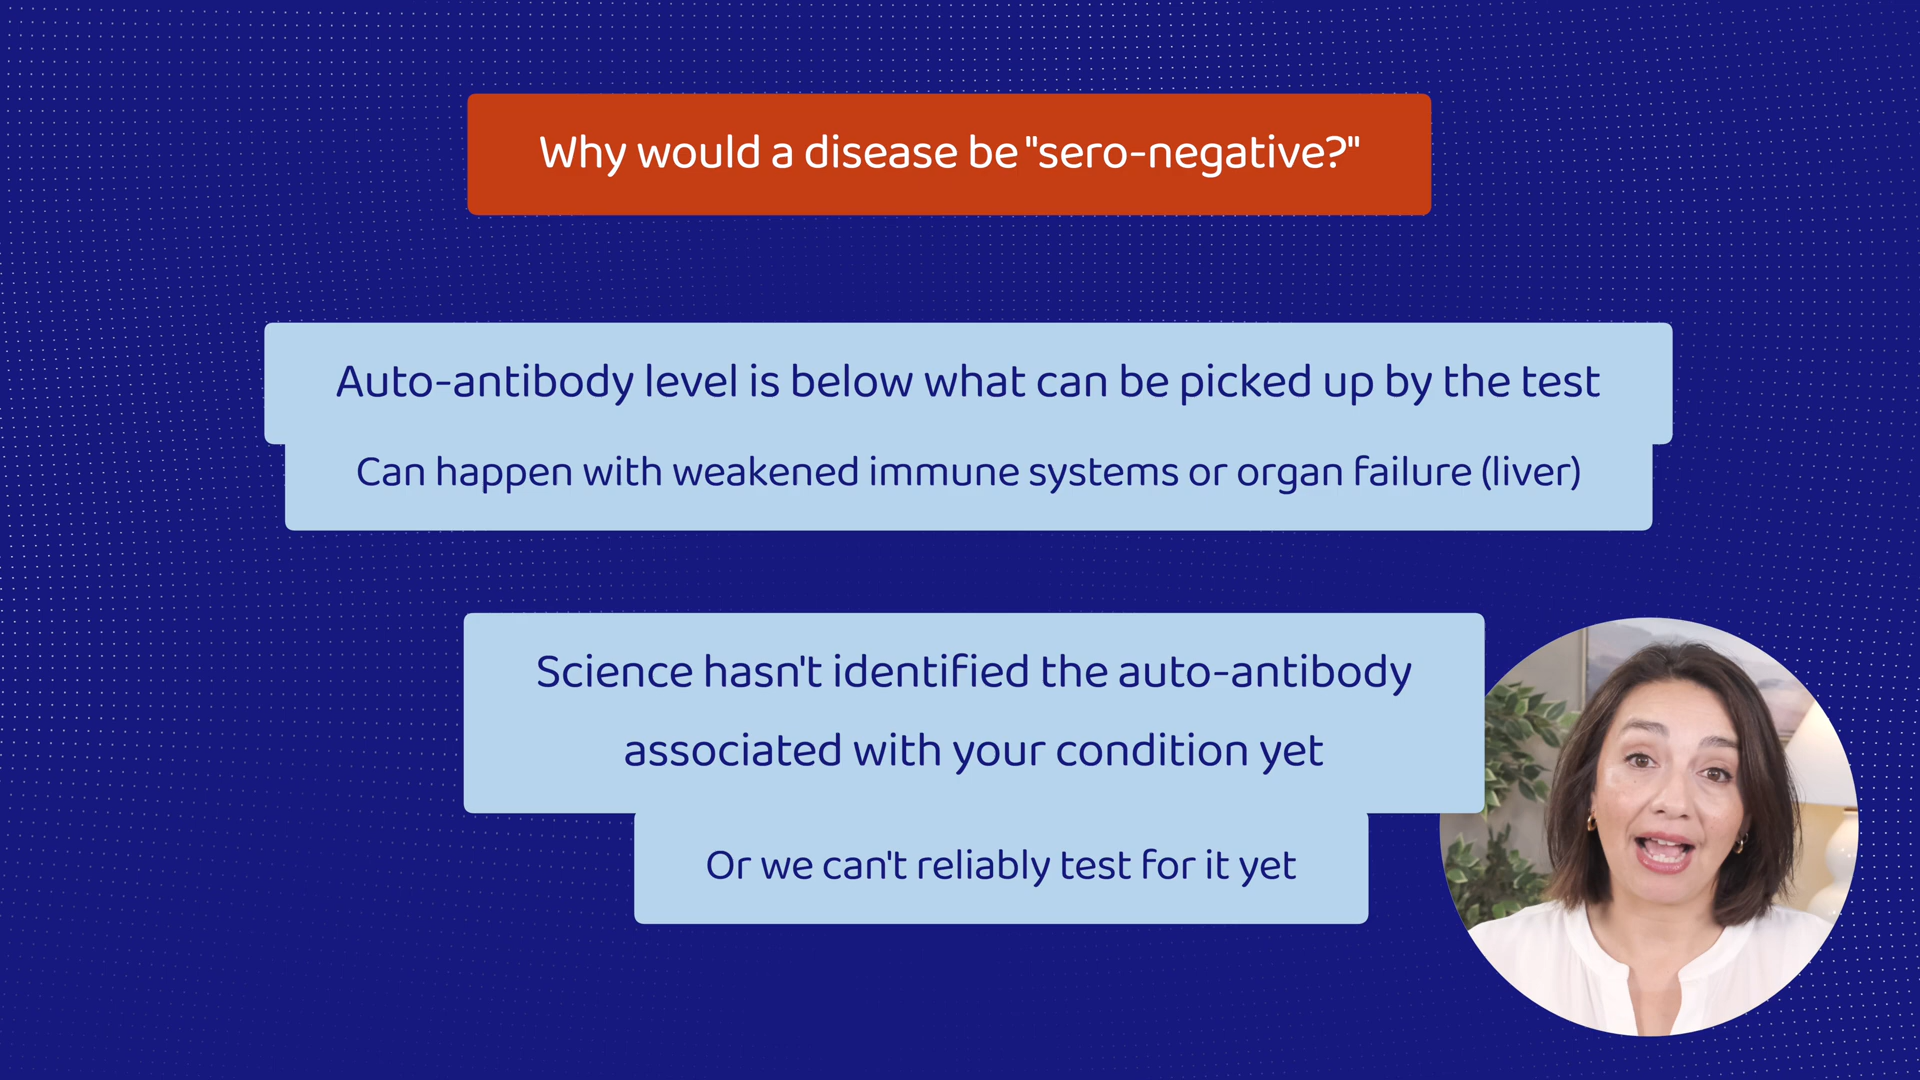 Why would a disease be "sero-negative?"
Auto-antibody level is below what can be picked up by the test
Can happen with weakened immune systems or organ failure (liver)
Science hasn't identified the auto-antibody
associated with your condition yet
Or we can't reliably test for it yet